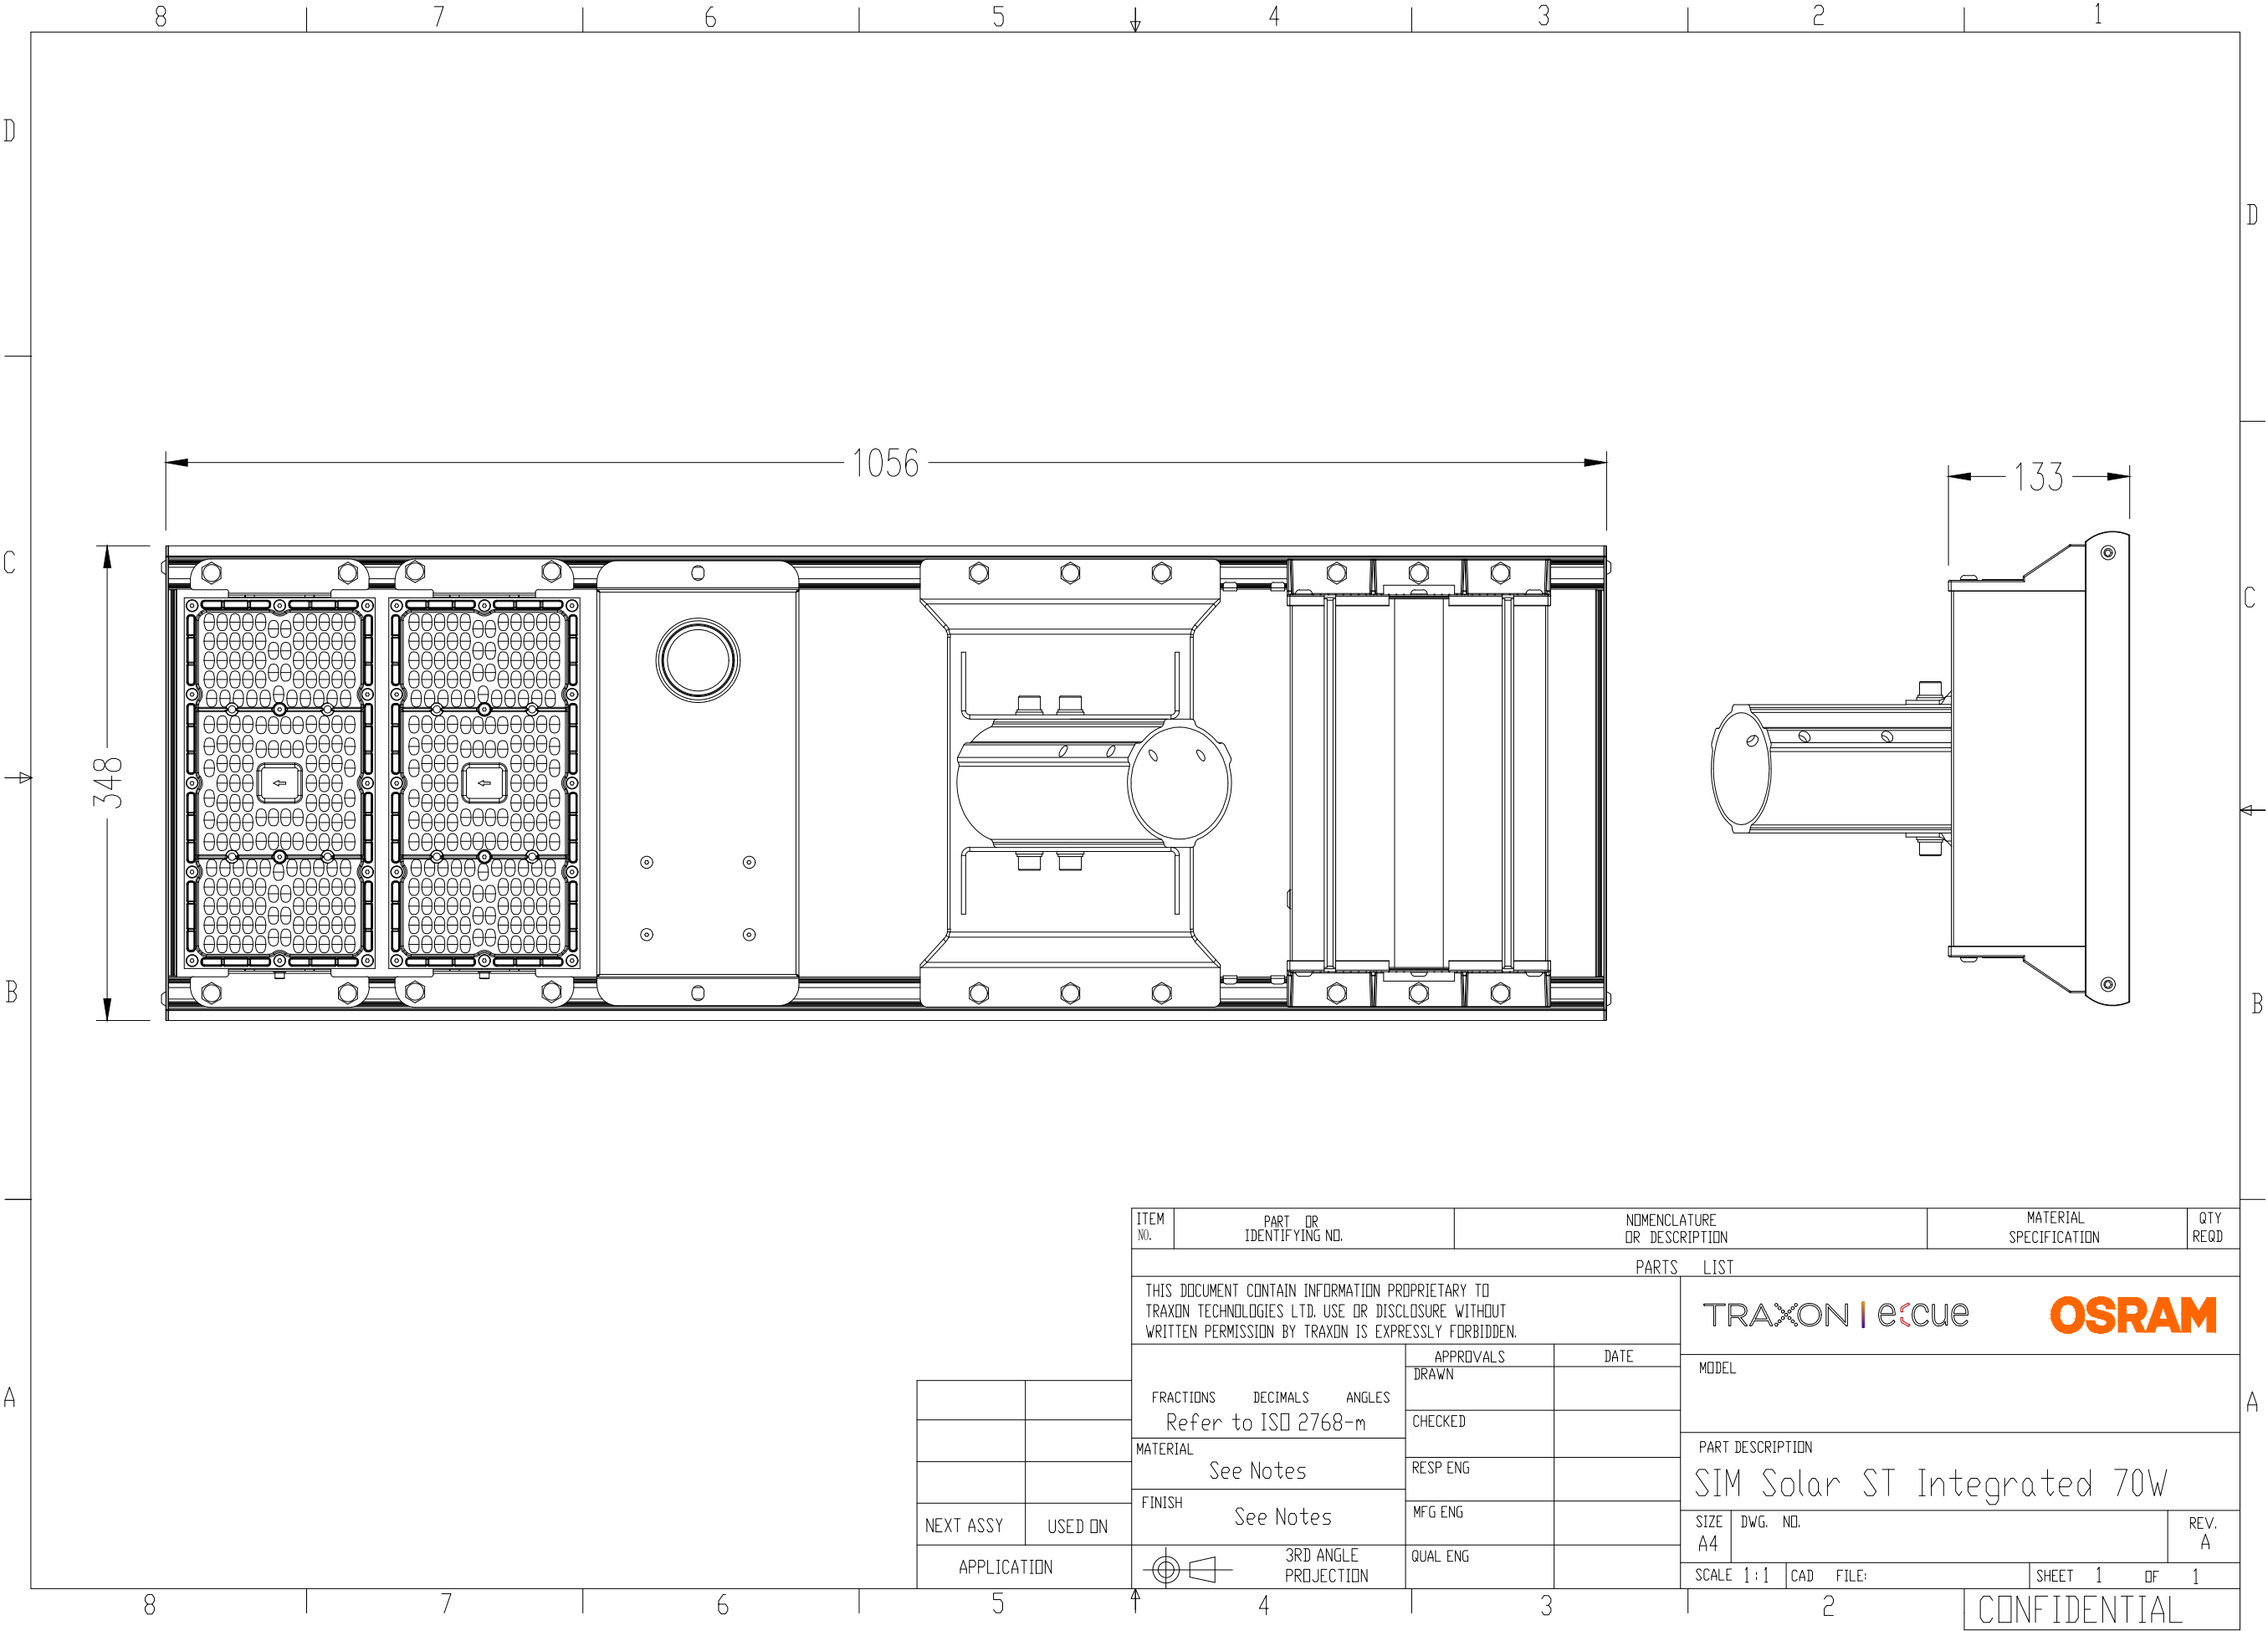 8 7 6 5 4 3 2 1
D
D
1056
133
C
C
348
B
B
ITEM
NO.
PART OR
IDENTIFYING NO.
NOMENCLATURE
OR DESCRIPTION
MATERIAL
SPECIFICATION
QTY
REQD
PARTS LIST
THIS DOCUMENT CONTAIN INFORMATION PROPRIETARY TO
TRAXON TECHNOLOGIES LTD. USE OR DISCLOSURE WITHOUT
WRITTEN PERMISSION BY TRAXON IS EXPRESSLY FORBIDDEN.
TRAXON | e:cue
OSRAM
APPROVALS DATE
DRAWN
MODEL
A
A
FRACTIONS DECIMALS ANGLES
Refer to ISO 2768-m
CHECKED
MATERIAL
See Notes
RESP ENG
PART DESCRIPTION
SIM Solar ST Integrated 70W
FINISH
See Notes
MFG ENG
NEXT ASSY USED ON
SIZE
A4
DWG. NO.
REV.
A
APPLICATION
3RD ANGLE
PROJECTION
QUAL ENG
SCALE 1:1 CAD FILE: SHEET 1 OF 1
8 7 6 5 4 3 2
CONFIDENTIAL